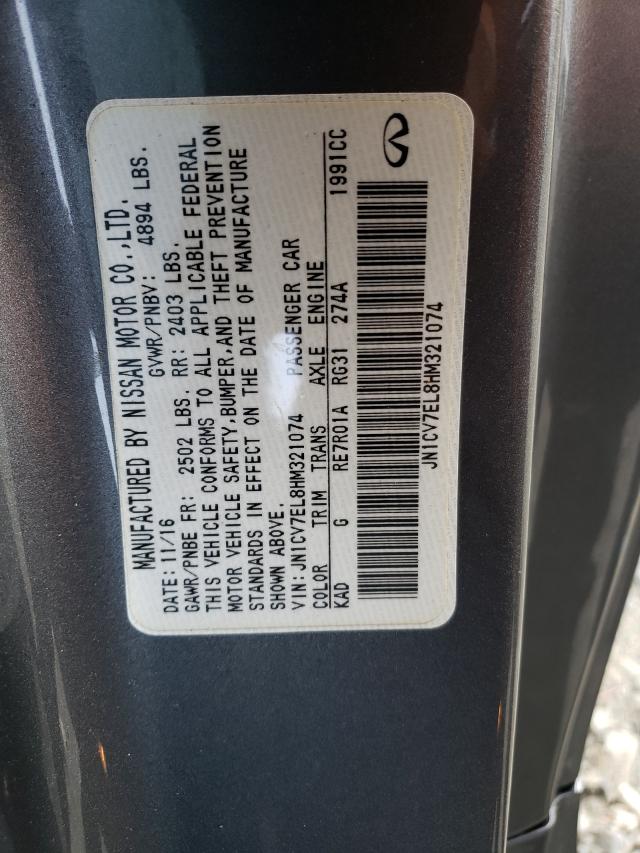 MANUFACTURED BY NISSAN MOTOR CO.,LTD.
DATE: 11/16 GVWR/PNBV: 4894 LBS.
GAWR/PNBE FR: 2502 LBS. RR: 2403 LBS.
THIS VEHICLE CONFORMS TO ALL APPLICABLE FEDERAL
MOTOR VEHICLE SAFETY,BUMPER,AND THEFT PREVENTION
STANDARDS IN EFFECT ON THE DATE OF MANUFACTURE
SHOWN ABOVE.
VIN: JN1CV7EL8HM321074 PASSENGER CAR
COLOR TRIM TRANS AXLE ENGINE
KAD G RE7R01A RG31 274A 1991CC
JN1CV7EL8HM321074